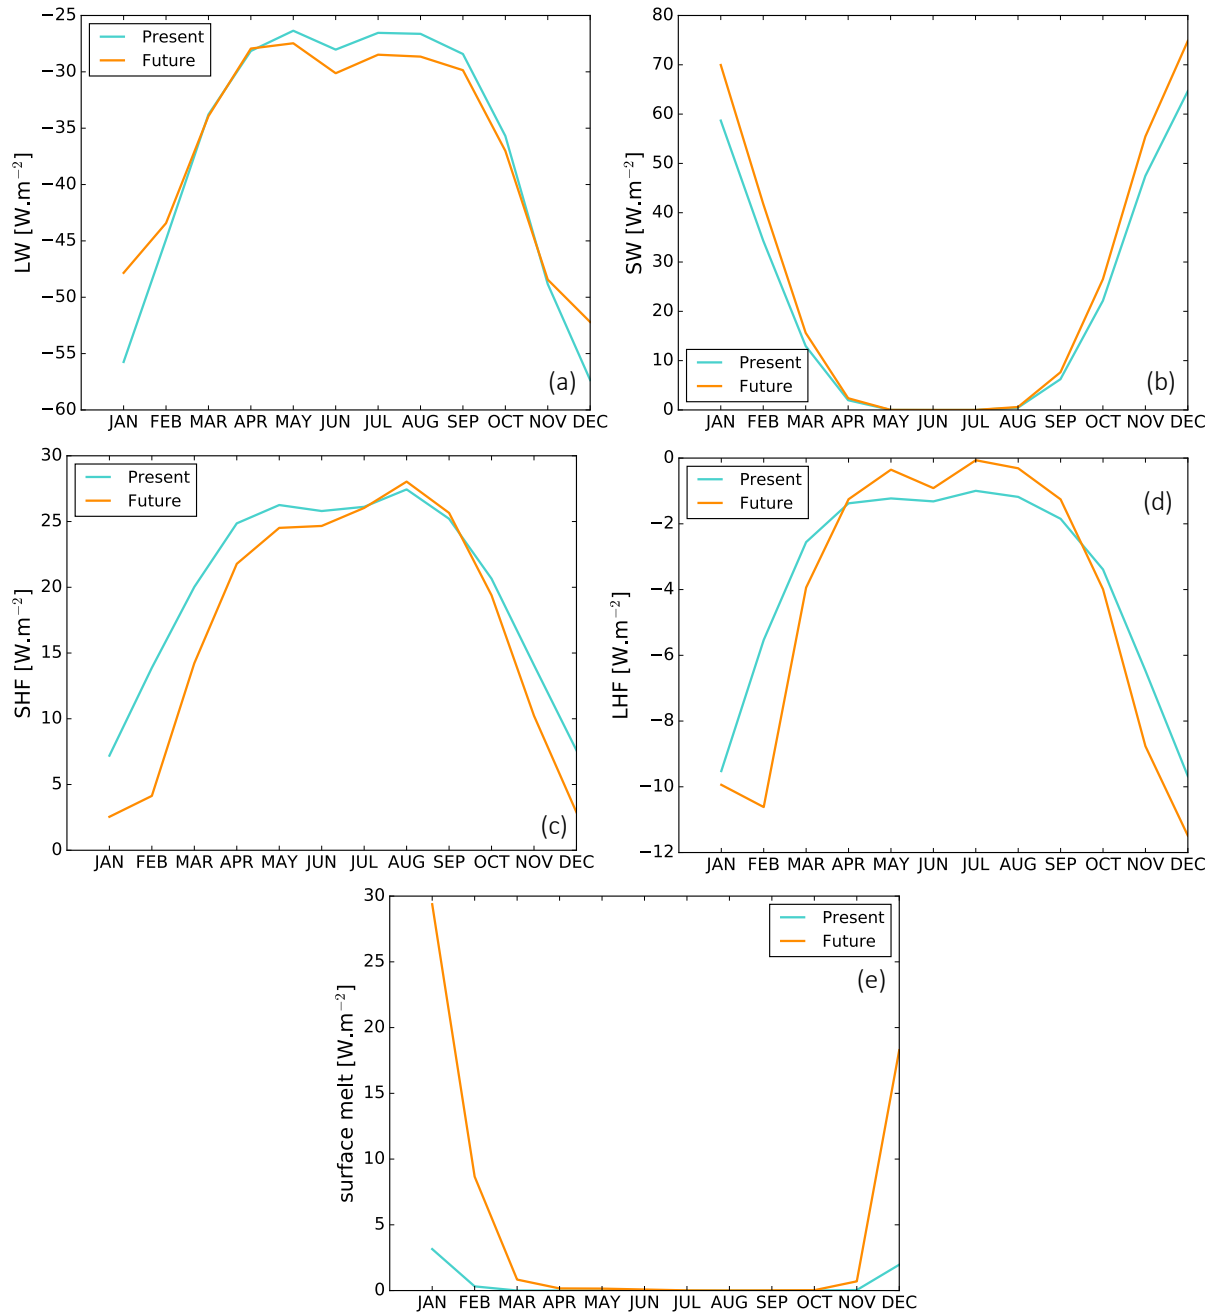 −25
−30
−35
−40
−45
−50
−55
−60
LW [W.m−2]
Present
Future
(a)
JAN FEB MAR APR MAY JUN JUL AUG SEP OCT NOV DEC
80
70
60
50
40
30
20
10
0
SW [W.m−2]
Present
Future
(b)
JAN FEB MAR APR MAY JUN JUL AUG SEP OCT NOV DEC
30
25
20
15
10
5
0
SHF [W.m−2]
Present
Future
(c)
JAN FEB MAR APR MAY JUN JUL AUG SEP OCT NOV DEC
0
−2
−4
−6
−8
−10
−12
LHF [W.m−2]
Present
Future
(d)
JAN FEB MAR APR MAY JUN JUL AUG SEP OCT NOV DEC
30
25
20
15
10
5
0
surface melt [W.m−2]
Present
Future
(e)
JAN FEB MAR APR MAY JUN JUL AUG SEP OCT NOV DEC